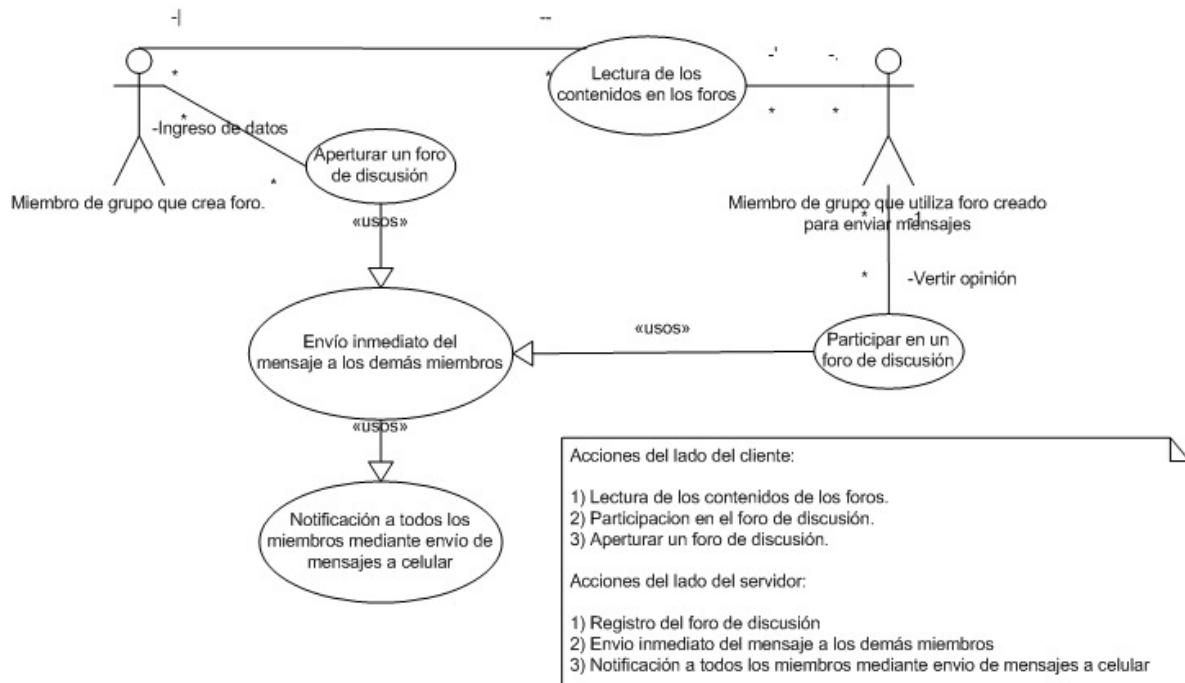 -|
--
*
*
Lectura de los
contenidos en los foros
-'
-.
*
*
-Ingreso de datos
*
*
Aperturar un foro
de discusión
Miembro de grupo que crea foro.
Miembro de grupo que utiliza foro creado
para enviar mensajes
*
-1
«usos»
*
-Vertir opinión
Envío inmediato del
mensaje a los demás miembros
«usos»
Participar en un
foro de discusión
«usos»
Notificación a todos los
miembros mediante envío de
mensajes a celular
Acciones del lado del cliente:
1) Lectura de los contenidos de los foros.
2) Participacion en el foro de discusión.
3) Aperturar un foro de discusión.
Acciones del lado del servidor:
1) Registro del foro de discusión
2) Envio inmediato del mensaje a los demás miembros
3) Notificación a todos los miembros mediante envio de mensajes a celular